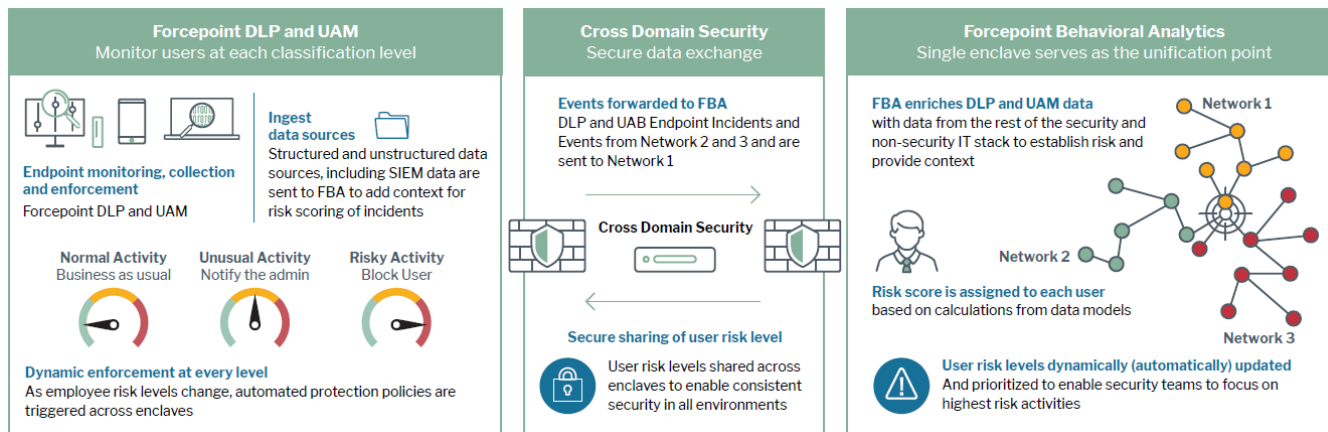 Forcepoint DLP and UAM
Monitor users at each classification level
Endpoint monitoring, collection
and enforcement
Forcepoint DLP and UAM
Ingest
data sources
Structured and unstructured data
sources, including SIEM data are
sent to FBA to add context for
risk scoring of incidents
Normal Activity
Business as usual
Unusual Activity
Notify the admin
Risky Activity
Block User
Dynamic enforcement at every level
As employee risk levels change, automated protection policies are
triggered across enclaves
Cross Domain Security
Secure data exchange
Events forwarded to FBA
DLP and UAB Endpoint Incidents and
Events from Network 2 and 3 and are
sent to Network 1
Cross Domain Security
Secure sharing of user risk level
User risk levels shared across
enclaves to enable consistent
security in all environments
Forcepoint Behavioral Analytics
Single enclave serves as the unification point
FBA enriches DLP and UAM data
with data from the rest of the security and
non-security IT stack to establish risk and
provide context
Network 1
Network 2
Risk score is assigned to each user
based on calculations from data models
Network 3
User risk levels dynamically (automatically) updated
And prioritized to enable security teams to focus on
highest risk activities